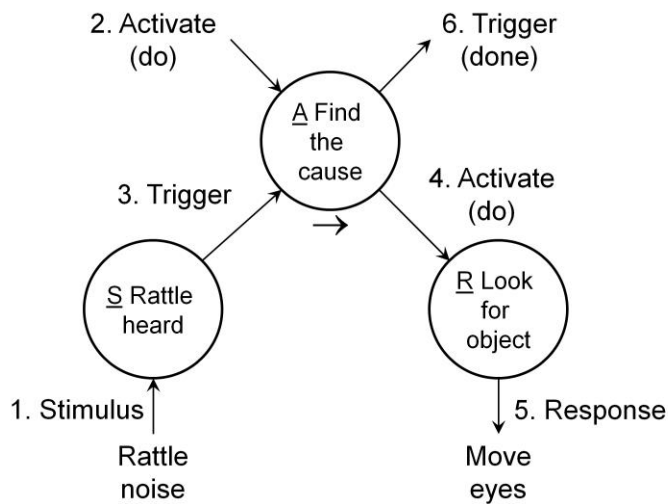 2. Activate
(do)
6. Trigger
(done)
A Find
the
cause
3. Trigger
4. Activate
(do)
→
S Rattle
heard
R Look
for
object
1. Stimulus
5. Response
Rattle
noise
Move
eyes